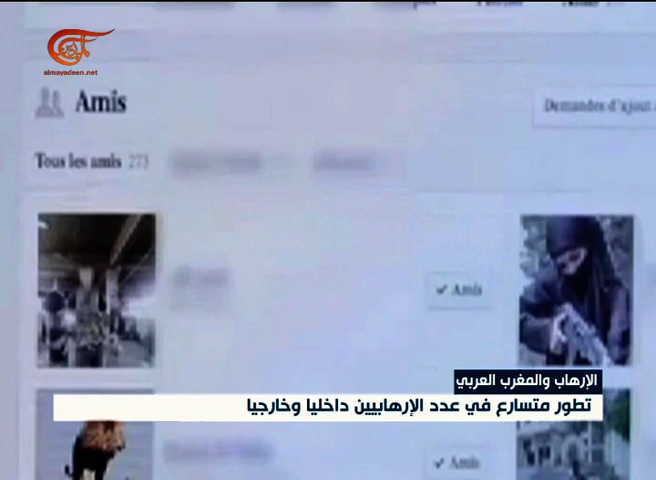 almayadeen.net
Amis
Demandes d'ajout
Tous les amis 273
Amis
الإرهاب والمغرب العربي
تطور متسارع في عدد الإرهابيين داخليا وخارجيا
Amis